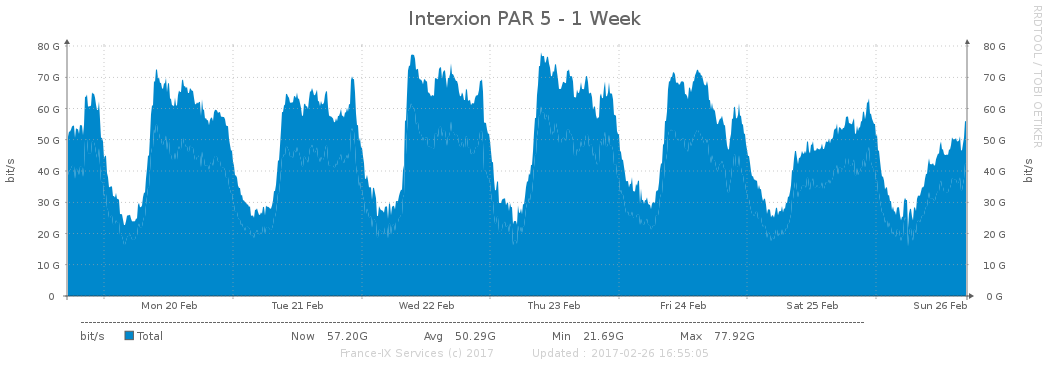 Interxion PAR 5 - 1 Week
RRDTOOL / TOBI OETIKER
80 G 80 G
70 G 70 G
60 G 60 G
50 G 50 G
40 G 40 G
30 G 30 G
20 G 20 G
10 G 10 G
0 0 G
bit/s
bit/s
Mon 20 Feb Tue 21 Feb Wed 22 Feb Thu 23 Feb Fri 24 Feb Sat 25 Feb Sun 26 Feb
bit/s Total Now 57.20G Avg 50.29G Min 21.69G Max 77.92G
France-IX Services (c) 2017 Updated : 2017-02-26 16:55:05